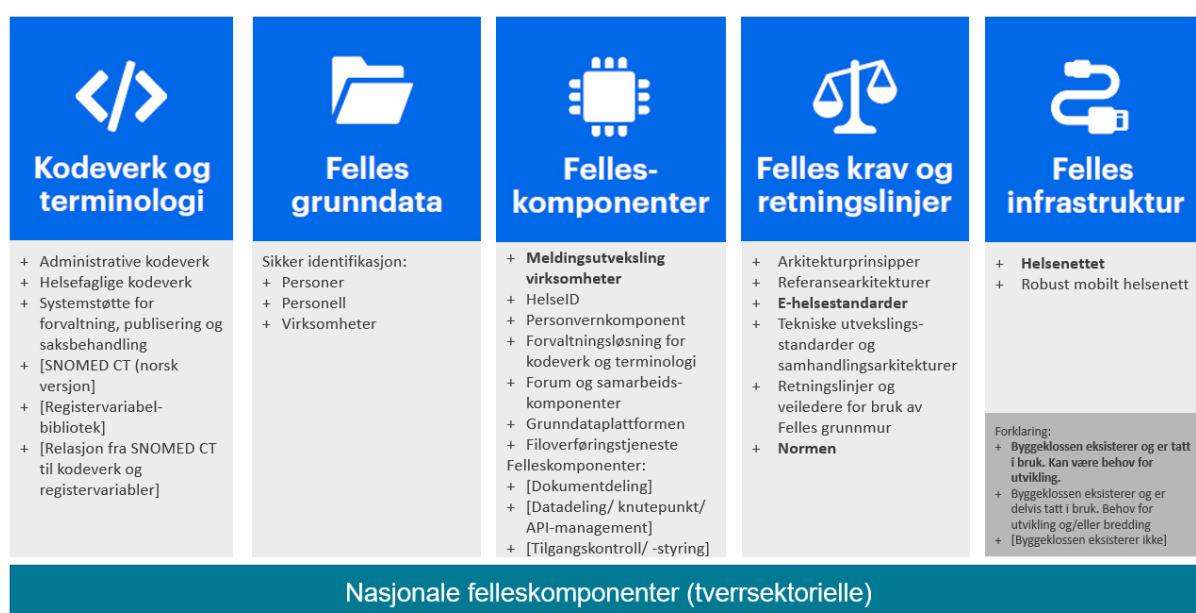 Kodeverk og
terminologi
+ Administrative kodeverk
+ Helsefaglige kodeverk
+ Systemstøtte for
forvaltning, publisering og
saksbehandling
+ [SNOMED CT (norsk
versjon]
+ [Registervariabel-
bibliotek]
+ [Relasjon fra SNOMED CT
til kodeverk og
registervariabler]
Felles
grunndata
Sikker identifikasjon:
+ Personer
+ Personell
+ Virksomheter
Felles-
komponenter
+ Meldingsutveksling
virksomheter
+ HelseID
+ Personvernkomponent
+ Forvaltningsløsning for
kodeverk og terminologi
+ Forum og samarbeids-
komponenter
+ Grunndataplattformen
+ Filoverføringstjeneste
Felleskomponenter:
+ [Dokumentdeling]
+ [Datadeling/ knutepunkt/
API-management]
+ [Tilgangskontroll/ -styring]
Felles krav og
retningslinjer
+ Arkitekturprinsipper
+ Referansearkitekturer
+ E-helsestandarder
+ Tekniske utvekslings-
standarder og
samhandlingsarkitekturer
+ Retningslinjer og
veiledere for bruk av
Felles grunnmur
+ Normen
Felles
infrastruktur
+ Helsenettet
+ Robust mobilt helsenett
Forklaring:
+ Byggeklossen eksisterer og er tatt
i bruk. Kan være behov for
utvikling.
+ Byggeklossen eksisterer og er
delvis tatt i bruk. Behov for
utvikling og/eller bredding
+ [Byggeklossen eksisterer ikke]
Nasjonale felleskomponenter (tverrsektorielle)